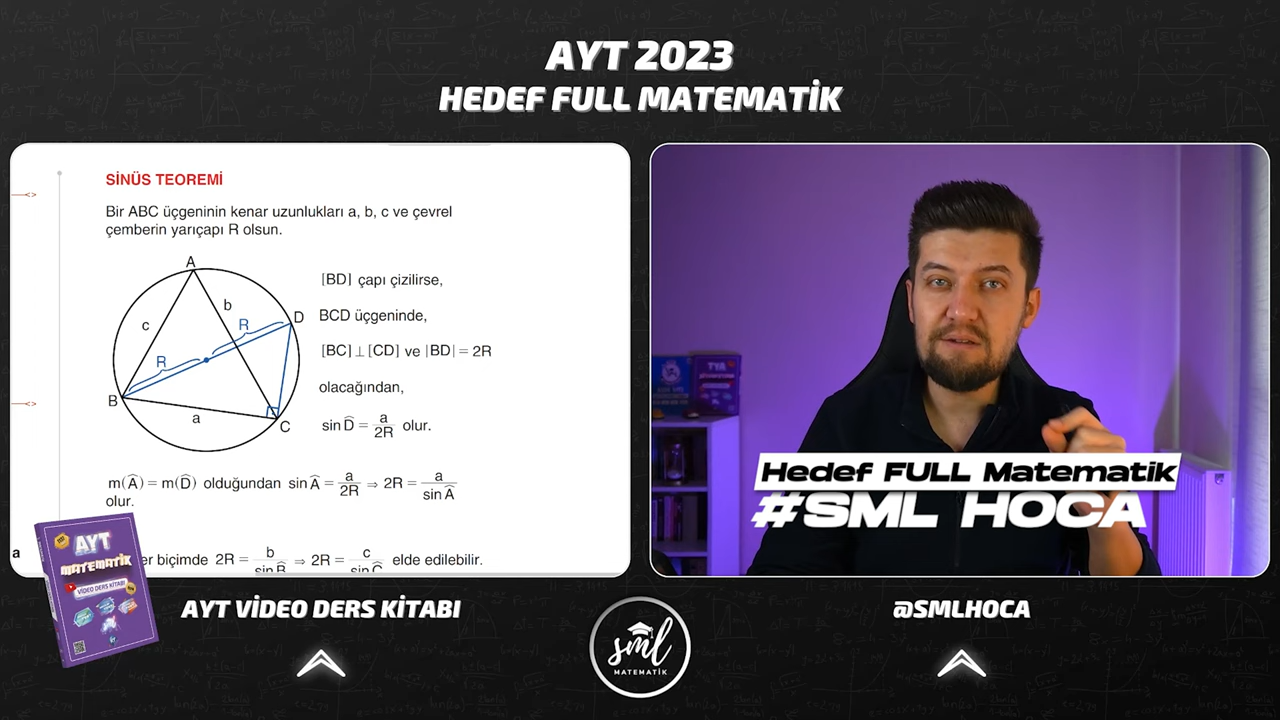 AYT 2023
HEDEF FULL MATEMATİK
SİNÜS TEOREMİ
Bir ABC üçgeninin kenar uzunlukları a, b, c ve çevrel
çemberin yarıçapı R olsun.
A
b
c
D
R
R
B
a
C
[BD] çapı çizilirse,
BCD üçgeninde,
[BC] ⊥ [CD] ve |BD| = 2R
olacağından,
sin D̂ = a/2R olur.
m(Â) = m(D̂) olduğundan sin Â = a/2R ⇒ 2R = a/sin Â
olur.
a
er biçimde 2R = b/sin B̂ ⇒ 2R = c/sin Ĉ elde edilebilir.
AYT
MATEMATİK
VİDEO DERS KİTABI
TYT
Hedef FULL Matematik
#SML HOCA
AYT VİDEO DERS KİTABI
sml
MATEMATİK
@SMLHOCA